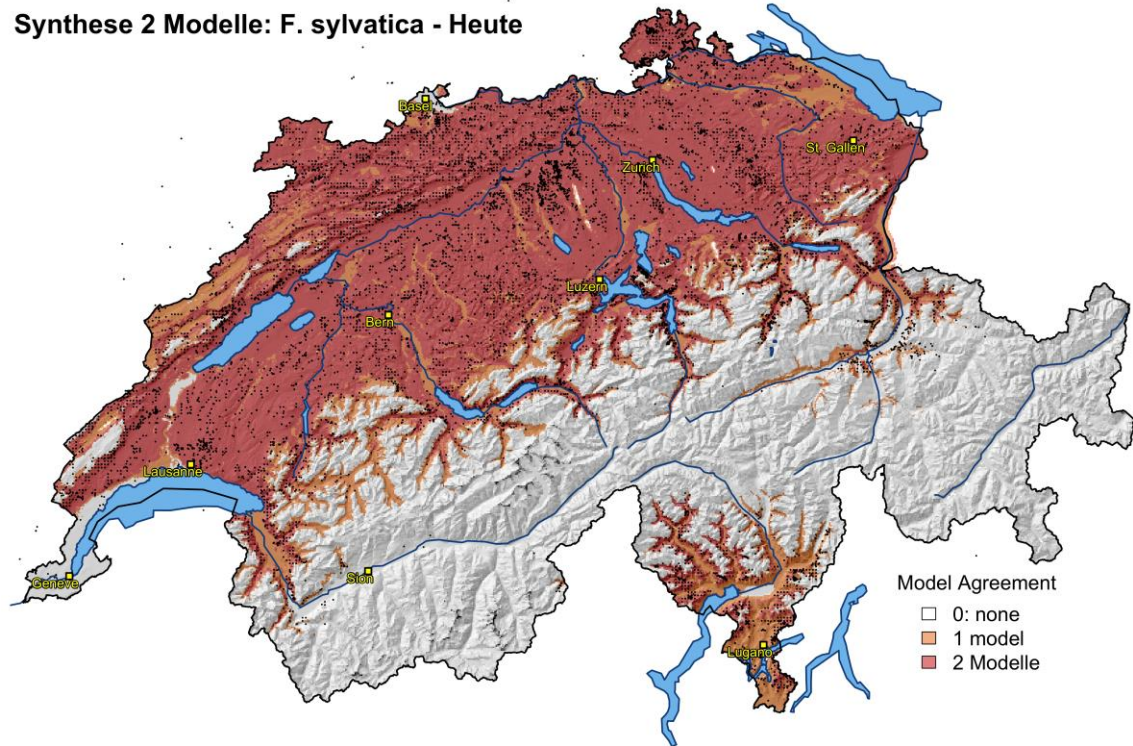 Synthese 2 Modelle: F. sylvatica - Heute
Basel
St. Gallen
Zurich
Luzern
Bern
Lausanne
Geneve
Sion
Lugano
Model Agreement
0: none
1 model
2 Modelle